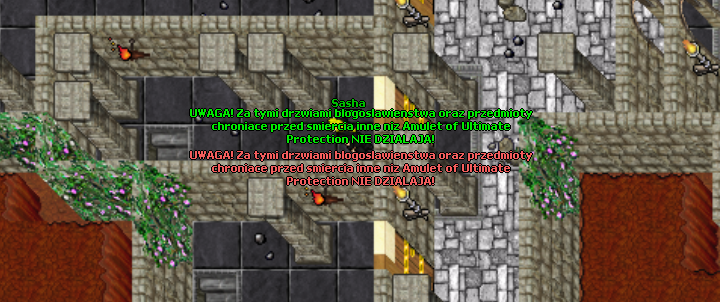 Sasha
UWAGA! Za tymi drzwiami blogoslawienstwa oraz przedmioty
chroniace przed smiercia inne niz Amulet of Ultimate
Protection NIE DZIALAJA!
UWAGA! Za tymi drzwiami blogoslawienstwa oraz przedmioty
chroniace przed smiercia inne niz Amulet of Ultimate
Protection NIE DZIALAJA!